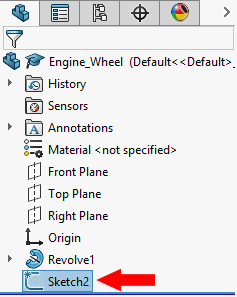 Engine_Wheel (Default<<Default>_
History
Sensors
Annotations
Material <not specified>
Front Plane
Top Plane
Right Plane
Origin
Revolve1
Sketch2